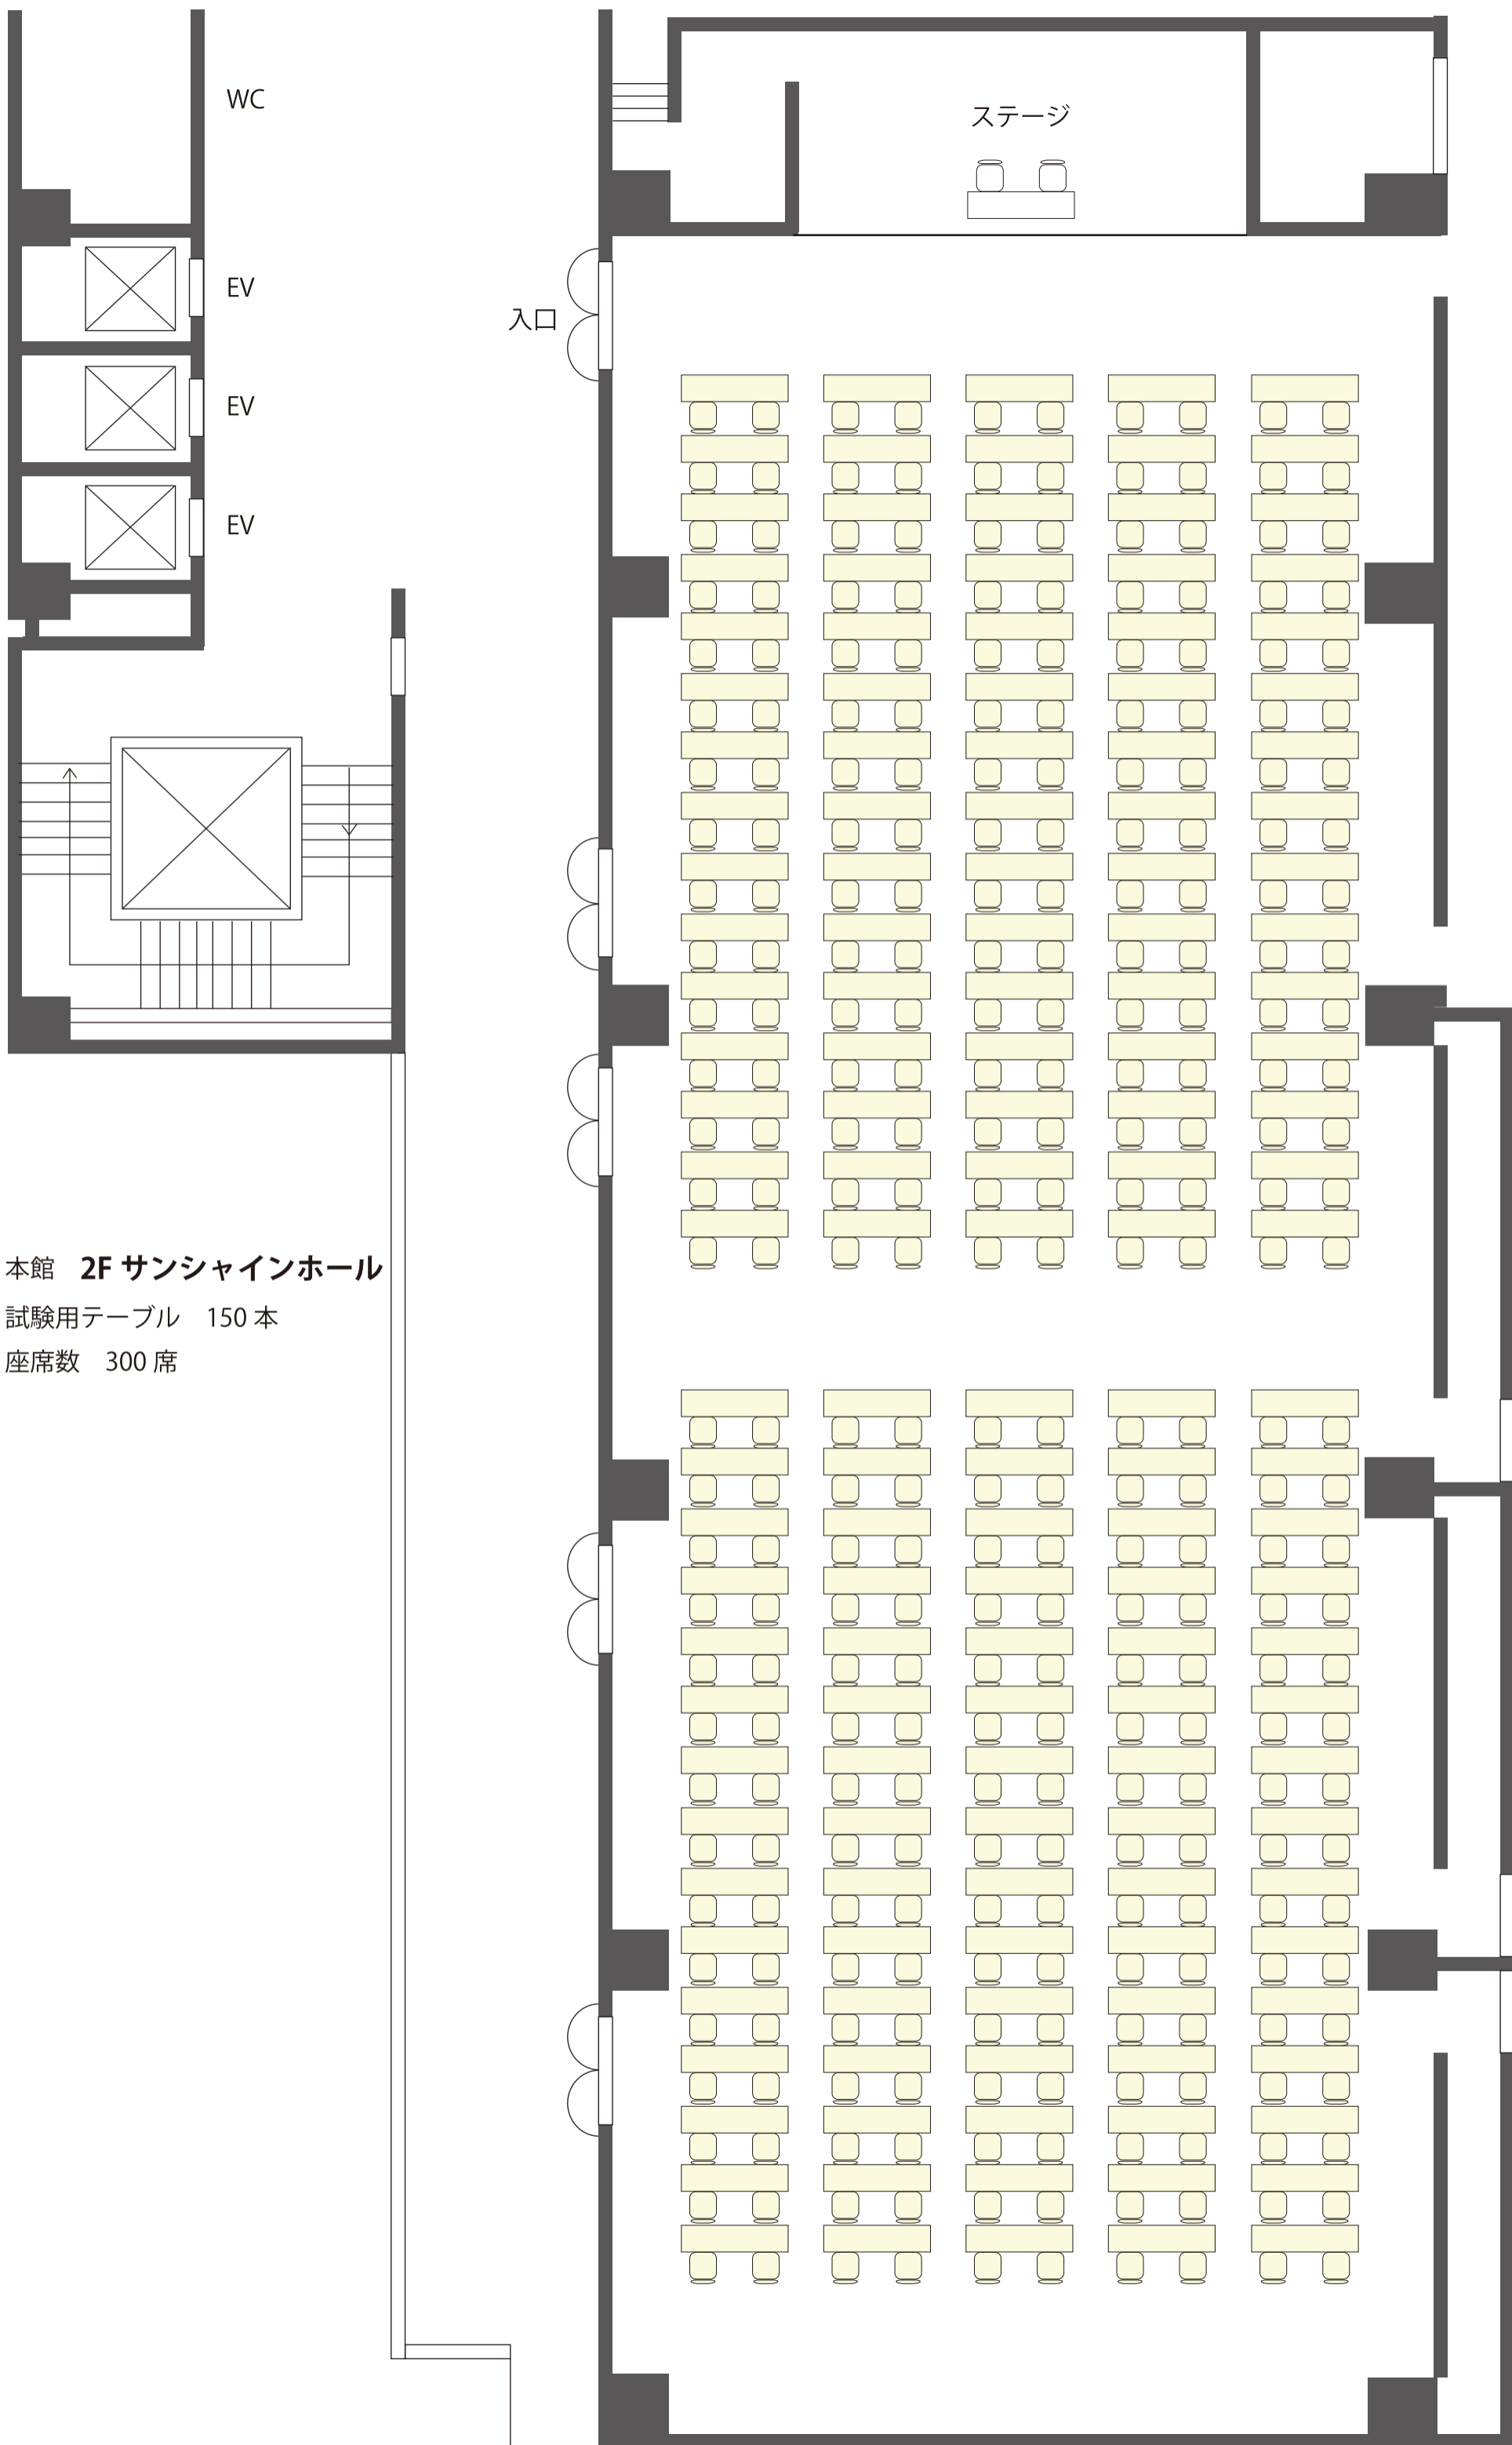 WC
ステージ
EV
入口
EV
EV
本館 2F サンシャインホール
試験用テーブル 150 本
座席数 300 席